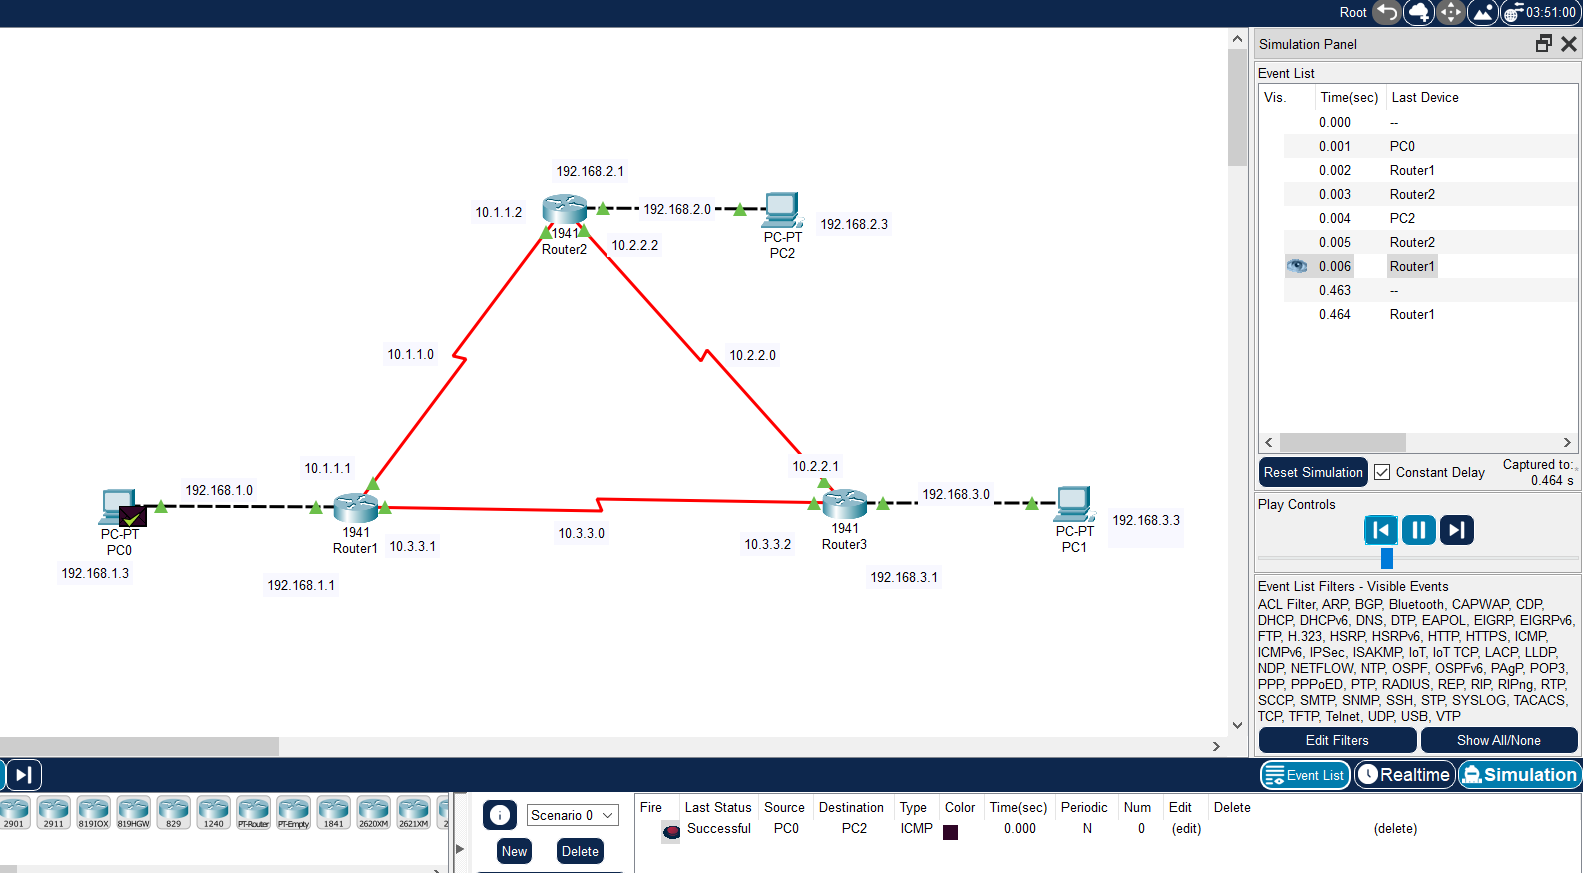 Root
03:51:00
Simulation Panel
Event List
Vis. Time(sec) Last Device
0.000 --
0.001 PC0
0.002 Router1
0.003 Router2
0.004 PC2
0.005 Router2
0.006 Router1
0.463 --
0.464 Router1
Reset Simulation
Constant Delay
Captured to:
0.464 s
Play Controls
Event List Filters - Visible Events
ACL Filter, ARP, BGP, Bluetooth, CAPWAP, CDP,
DHCP, DHCPv6, DNS, DTP, EAPOL, EIGRP, EIGRPv6,
FTP, H.323, HSRP, HSRPv6, HTTP, HTTPS, ICMP,
ICMPv6, IPSec, ISAKMP, IoT, IoT TCP, LACP, LLDP,
NDP, NETFLOW, NTP, OSPF, OSPFv6, PAgP, POP3,
PPP, PPPoED, PTP, RADIUS, REP, RIP, RIPng, RTP,
SCCP, SMTP, SNMP, SSH, STP, SYSLOG, TACACS,
TCP, TFTP, Telnet, UDP, USB, VTP
Edit Filters
Show All/None
Event List
Realtime
Simulation
192.168.2.1
10.1.1.2
192.168.2.0
192.168.2.3
1941
Router2
10.2.2.2
PC-PT
PC2
10.1.1.0
10.2.2.0
10.1.1.1
10.2.2.1
192.168.1.0
192.168.3.0
PC-PT
PC0
192.168.1.3
1941
Router1
10.3.3.1
192.168.1.1
10.3.3.0
10.3.3.2
1941
Router3
192.168.3.1
PC-PT
PC1
192.168.3.3
2901
2911
819IOX
819HGW
829
1240
PT-Router
PT-Empty
1841
2620XM
2621XM
2
Scenario 0
New
Delete
Fire Last Status Source Destination Type Color Time(sec) Periodic Num Edit Delete
Successful PC0 PC2 ICMP 0.000 N 0 (edit) (delete)